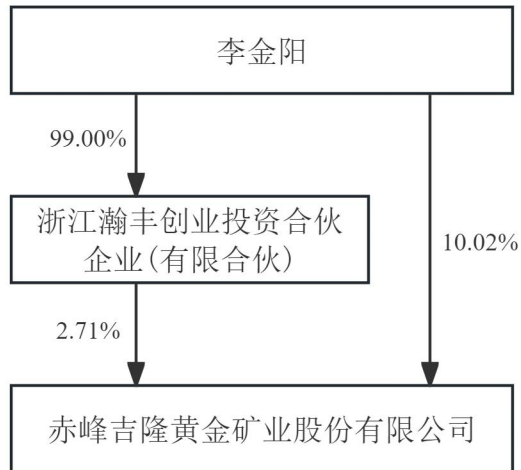 李金阳
99.00%
浙江瀚丰创业投资合伙
企业(有限合伙)
10.02%
2.71%
赤峰吉隆黄金矿业股份有限公司